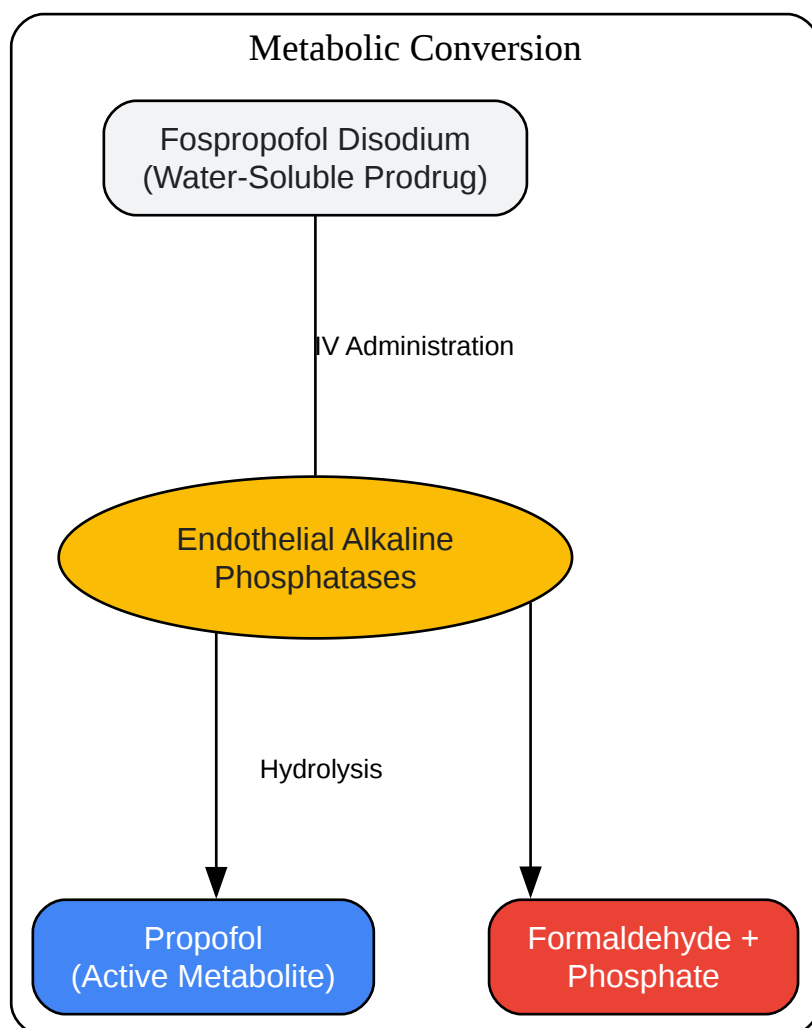 Metabolic Conversion
Fospropofol Disodium
(Water-Soluble Prodrug)
IV Administration
Endothelial Alkaline
Phosphatases
Hydrolysis
Propofol
(Active Metabolite)
Formaldehyde +
Phosphate